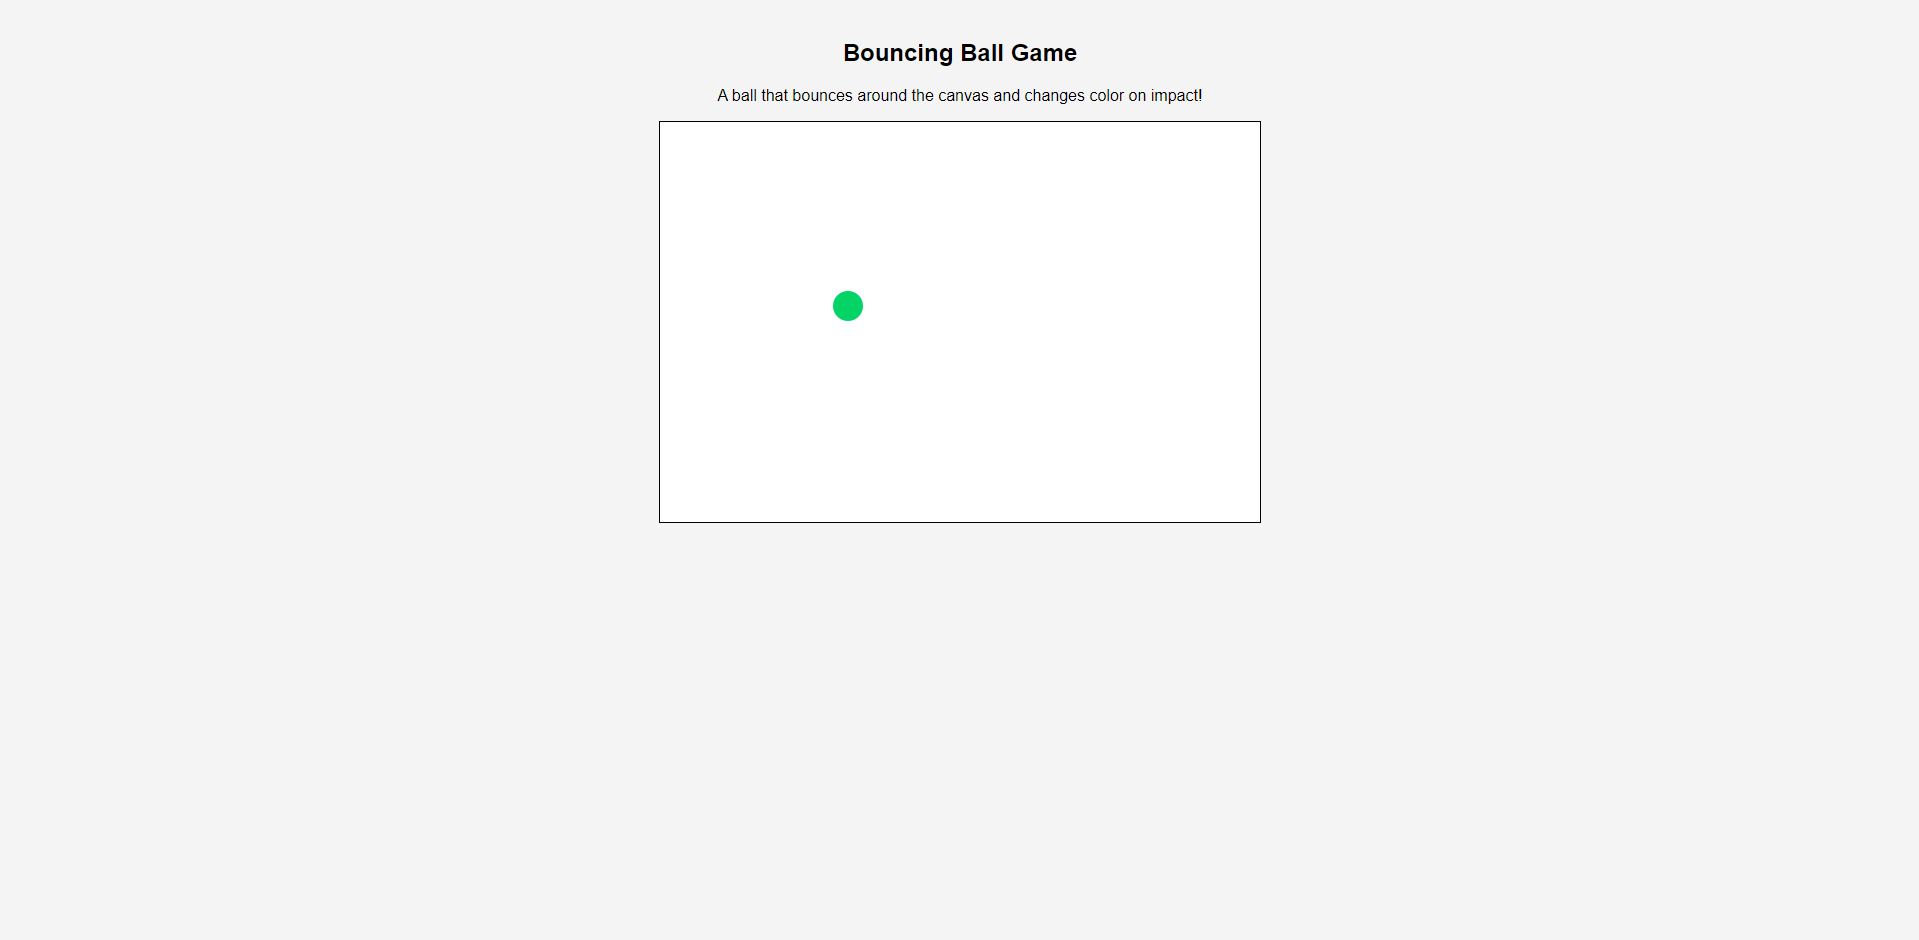 Bouncing Ball Game
A ball that bounces around the canvas and changes color on impact!